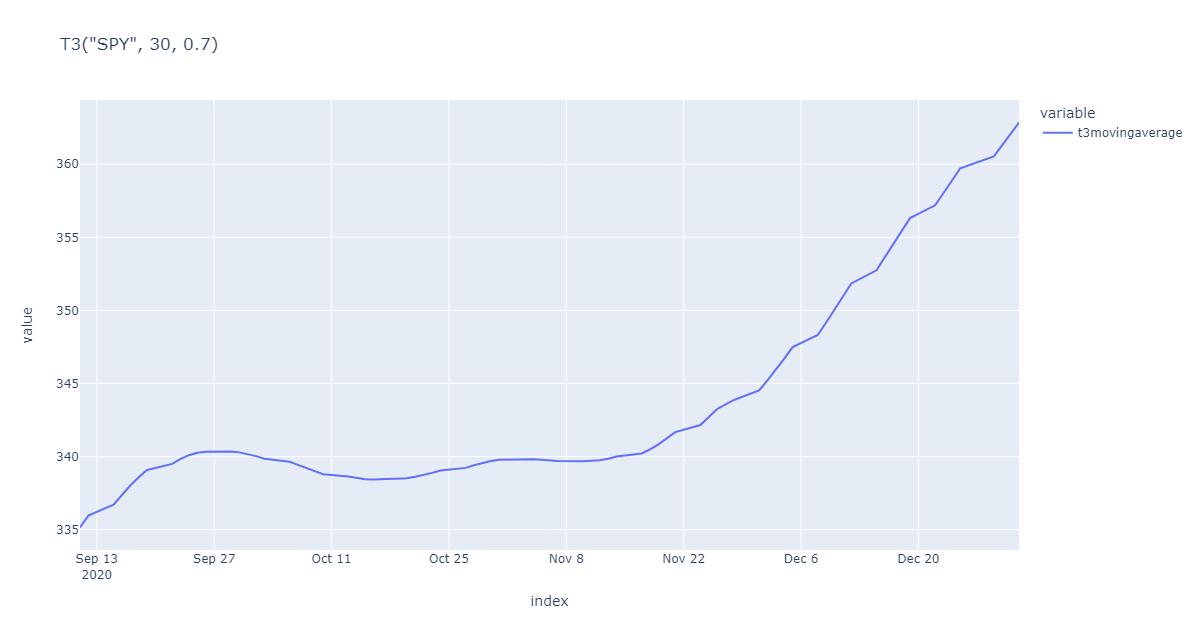 T3("SPY", 30, 0.7)
variable
t3movingaverage
value
360
355
350
345
340
335
Sep 13
2020
Sep 27
Oct 11
Oct 25
Nov 8
Nov 22
Dec 6
Dec 20
index